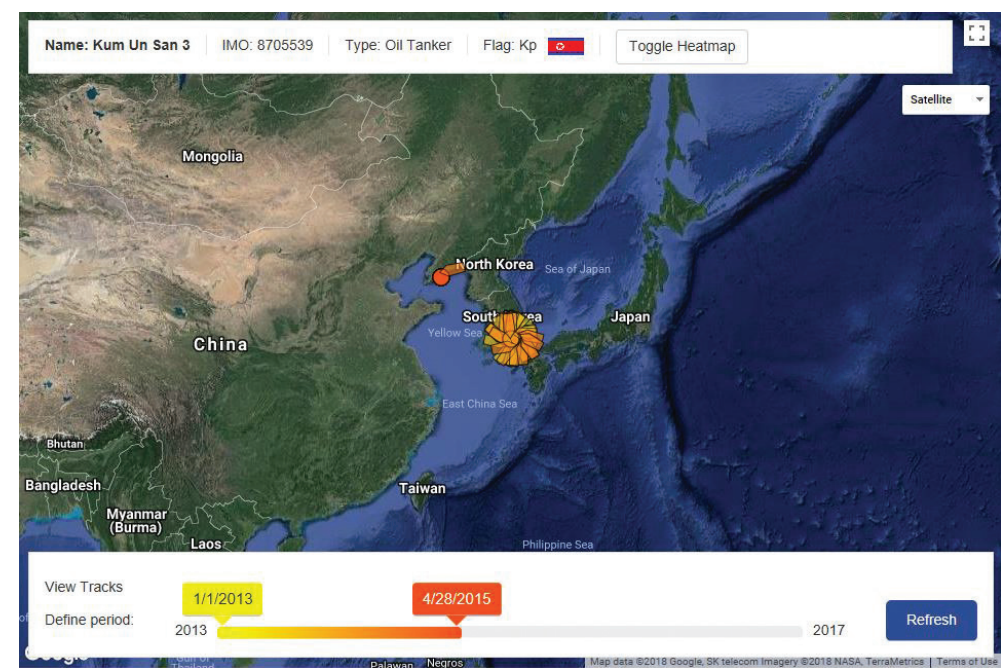 Name: Kum Un San 3 IMO: 8705539 Type: Oil Tanker Flag: Kp Toggle Heatmap
Satellite
Mongolia
North Korea
Sea of Japan
Japan
Yellow Sea
China
East China Sea
Bhutan
Bangladesh
Taiwan
Myanmar
(Burma)
Laos
Philippine Sea
View Tracks
1/1/2013 4/28/2015
Define period:
2013 2017
Refresh
Google
Thailand
Palawan Negros
Map data ©2018 Google, SK telecom Imagery ©2018 NASA, TerraMetrics Terms of Use